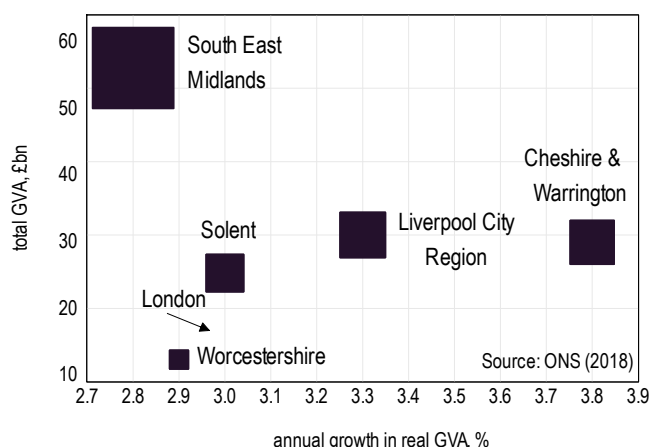 60
50
40
30
20
10
total GVA, £bn
South East
Midlands
Cheshire &
Warrington
Solent
Liverpool City
Region
London
Worcestershire
Source: ONS (2018)
2.7 2.8 2.9 3.0 3.1 3.2 3.3 3.4 3.5 3.6 3.7 3.8 3.9
annual growth in real GVA, %